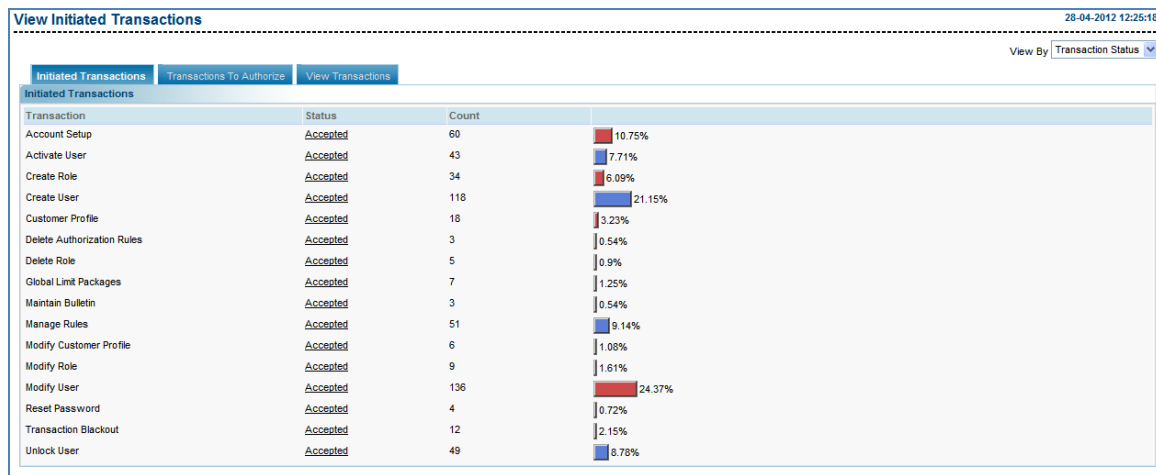 View Initiated Transactions 28-04-2012 12:25:18
View By Transaction Status
Initiated Transactions Transactions To Authorize View Transactions
Initiated Transactions
Transaction Status Count
Account Setup Accepted 60 10.75%
Activate User Accepted 43 7.71%
Create Role Accepted 34 6.09%
Create User Accepted 118 21.15%
Customer Profile Accepted 18 3.23%
Delete Authorization Rules Accepted 3 0.54%
Delete Role Accepted 5 0.9%
Global Limit Packages Accepted 7 1.25%
Maintain Bulletin Accepted 3 0.54%
Manage Rules Accepted 51 9.14%
Modify Customer Profile Accepted 6 1.08%
Modify Role Accepted 9 1.61%
Modify User Accepted 136 24.37%
Reset Password Accepted 4 0.72%
Transaction Blackout Accepted 12 2.15%
Unlock User Accepted 49 8.78%